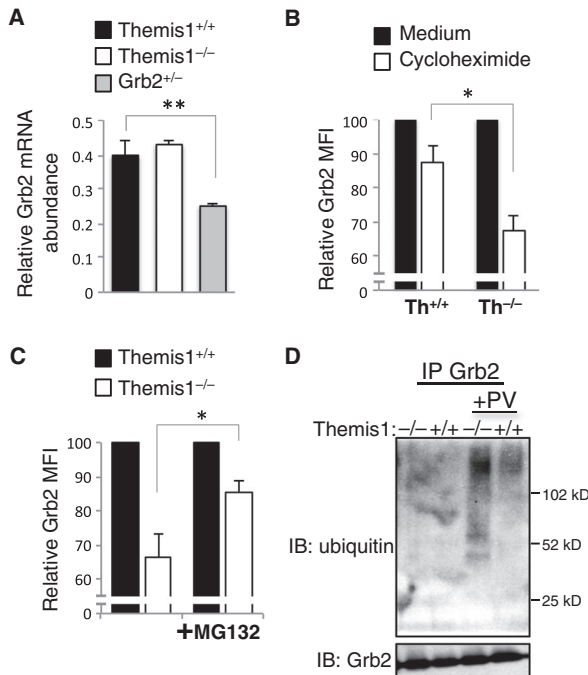 A
Themis1+/+
Themis1−/−
Grb2+/−
**
Relative Grb2 mRNA
abundance
0.5
0.4
0.3
0.2
0.1
0
B
Medium
Cycloheximide
*
Relative Grb2 MFI
100
90
80
70
60
0
Th+/+
Th−/−
C
Themis1+/+
Themis1−/−
*
Relative Grb2 MFI
100
90
80
70
60
0
+MG132
D
IP Grb2
+PV
Themis1: −/− +/+ −/− +/+
102 kD
IB: ubiquitin
52 kD
25 kD
IB: Grb2